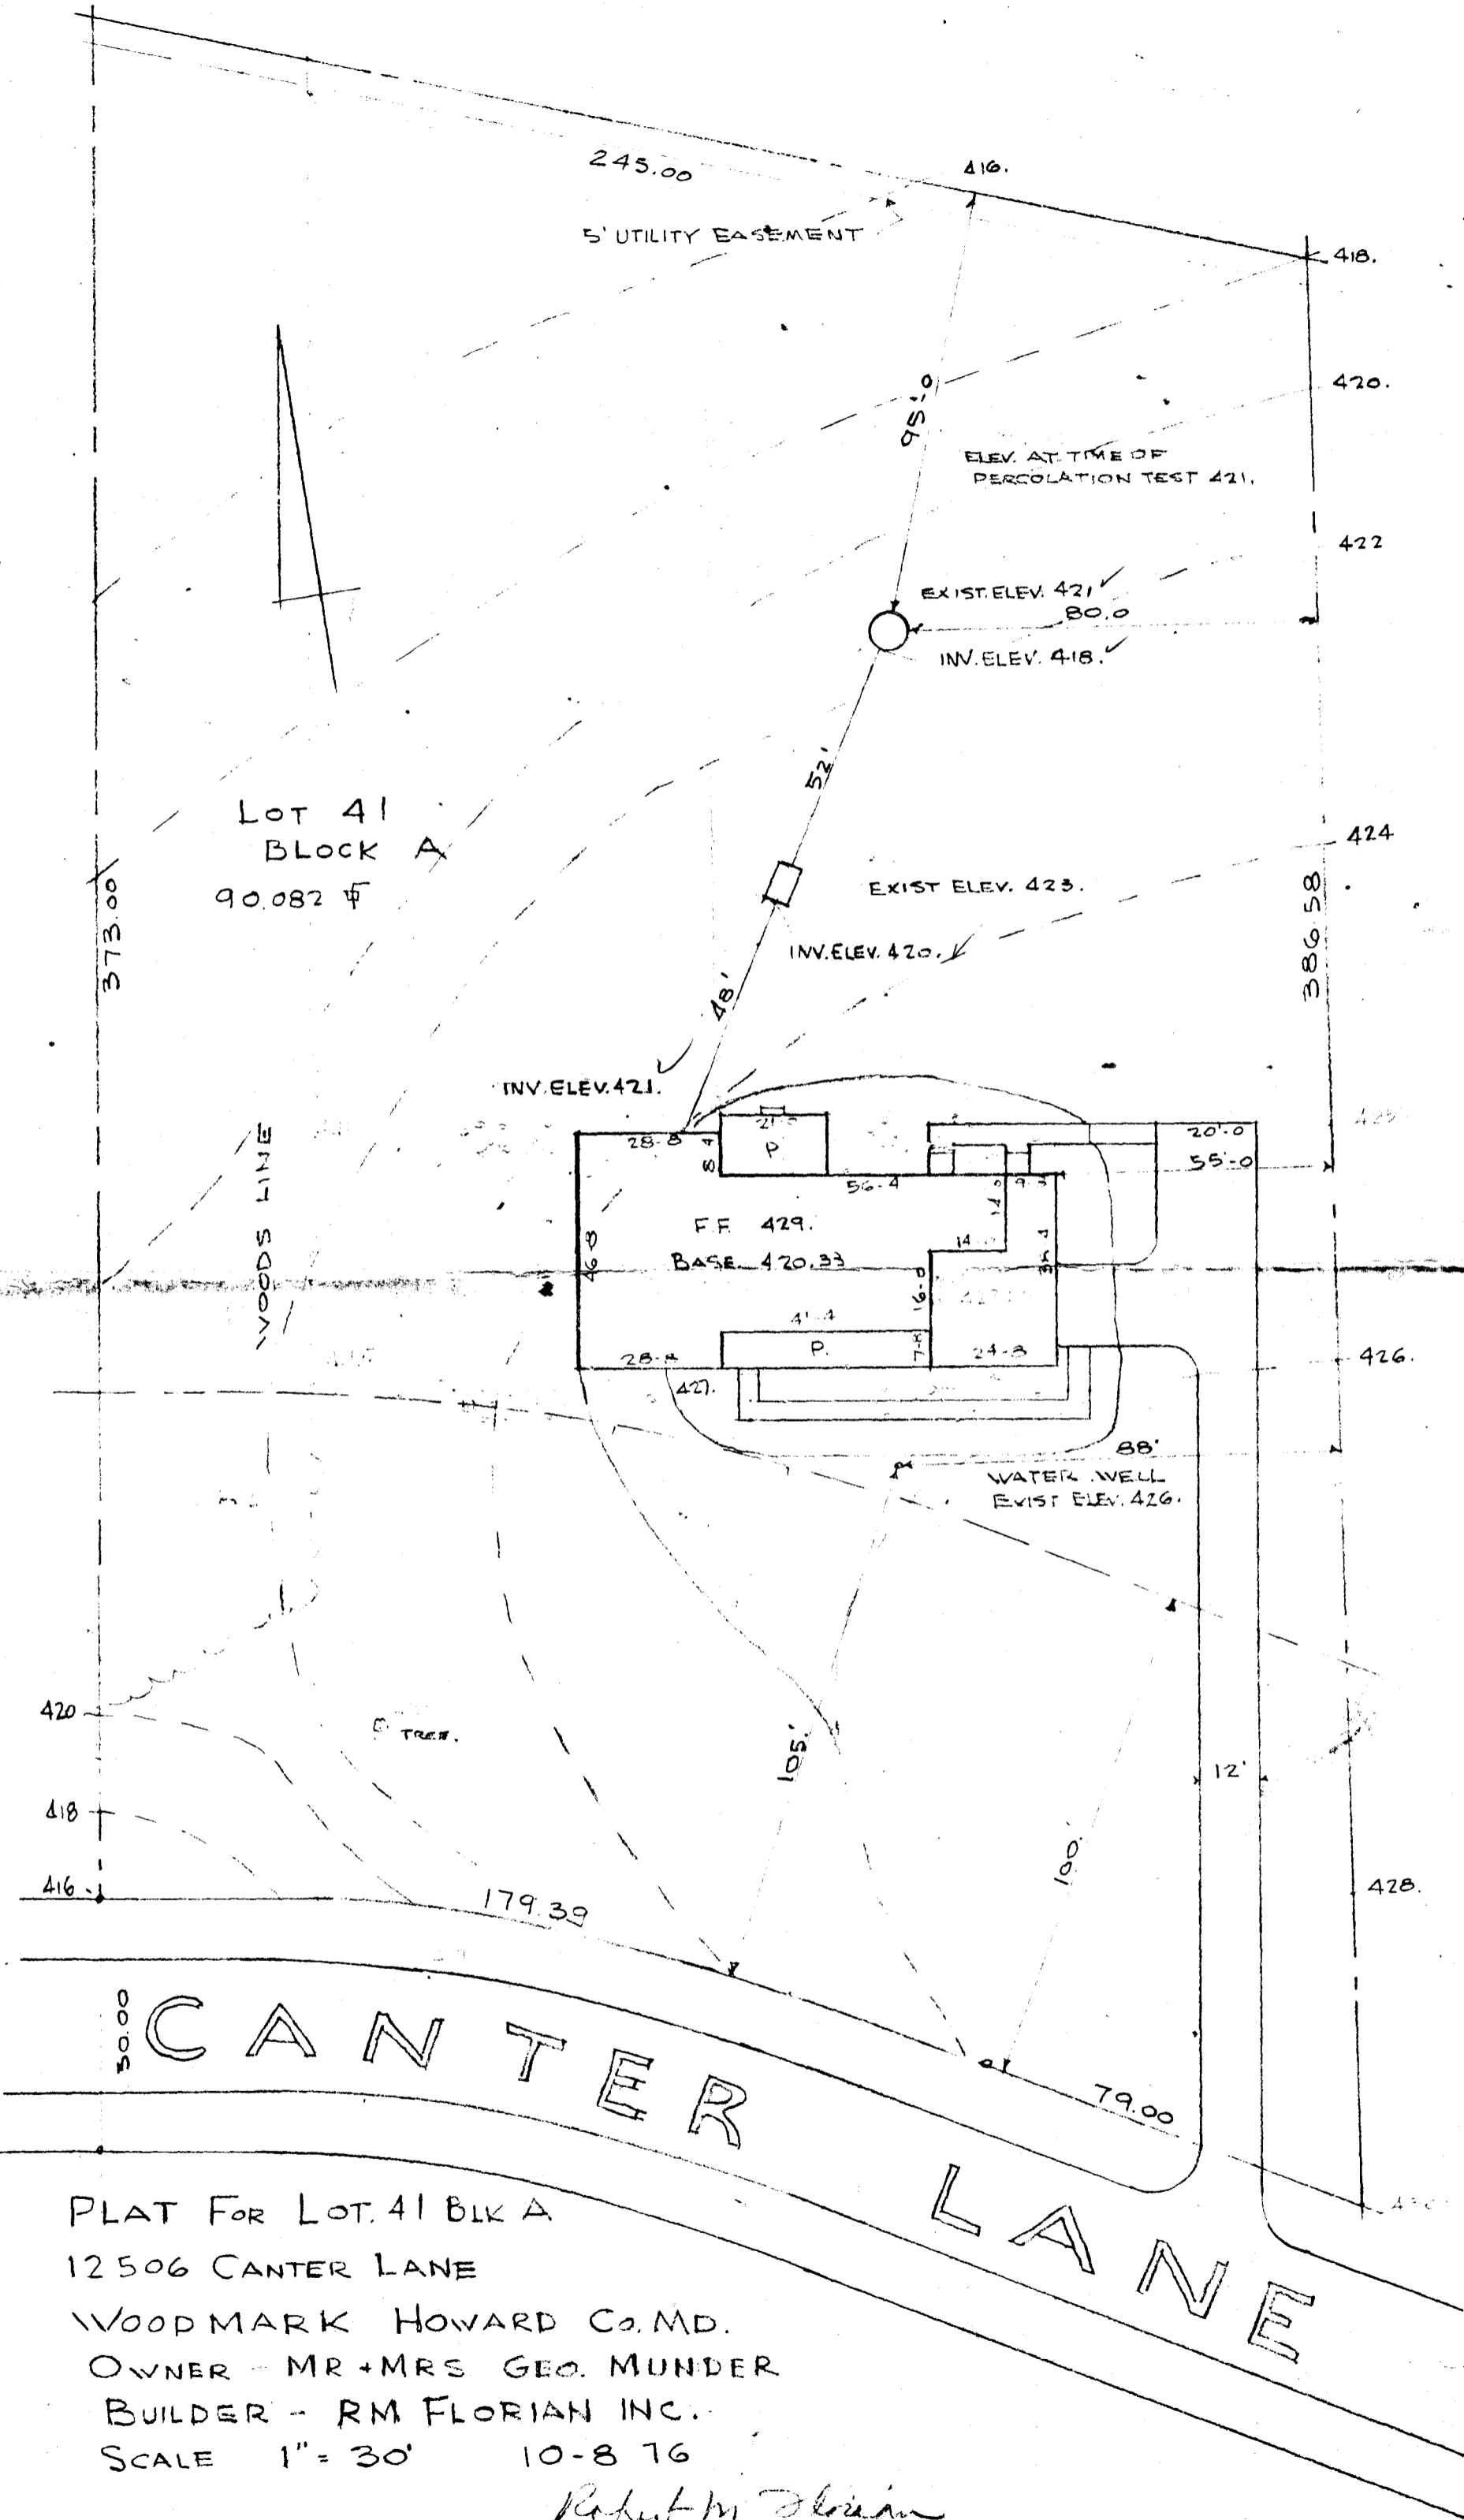 245.00
416.
5' UTILITY EASEMENT
418.
420.
95'-0
ELEV. AT TIME OF
PERCOLATION TEST 421.
422
EXIST. ELEV. 421
80.0
INV. ELEV. 418.
52'
LOT 41
BLOCK A
90.082
424
373.00
EXIST ELEV. 423.
386.58
INV. ELEV. 420.
48'
INV. ELEV. 421.
28-8
P
8 4
20'-0
55'-0
56-4
WOODS LINE
F.F. 429.
BASE 420.33
46-8
14
16-8
41-4
P.
28-8
24-8
426.
427.
88'
WATER WELL
EXIST ELEV. 426.
420
TREE.
105'
12'
418
100'
416
428.
179.39
50.00
CANTER LANE
79.00
PLAT FOR LOT. 41 BLK A
12506 CANTER LANE
WOODMARK HOWARD CO. MD.
OWNER - MR + MRS GEO. MUNDER
BUILDER - RM FLORIAN INC.
SCALE 1" = 30' 10-8 76
Robert M Florian